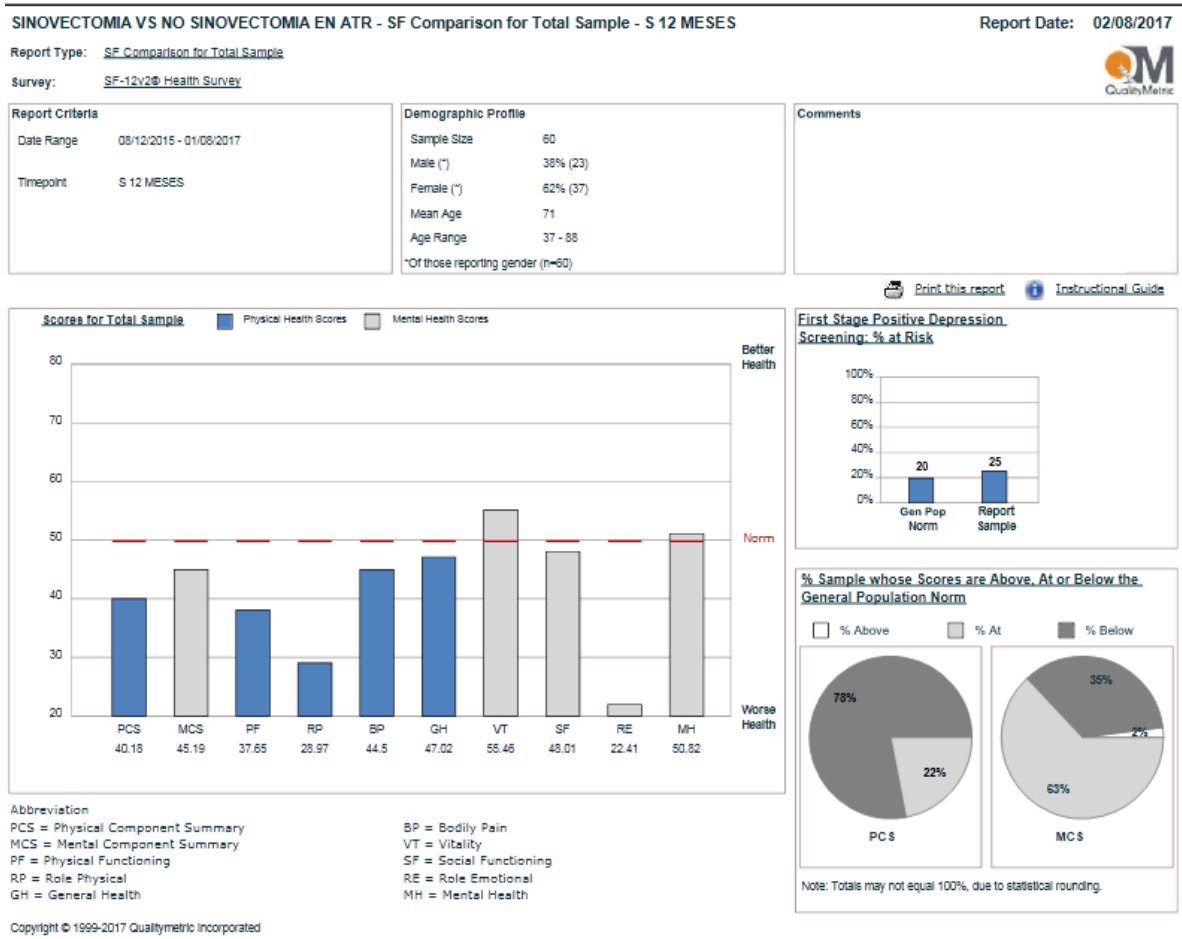 SINOVECTOMIA VS NO SINOVECTOMIA EN ATR - SF Comparison for Total Sample - S 12 MESES
Report Date: 02/08/2017
Report Type: SF Comparison for Total Sample
Survey: SF-12v2® Health Survey
QM
QualityMetric
Report Criteria
Date Range 08/12/2015 - 01/08/2017
Timepoint S 12 MESES
Demographic Profile
Sample Size 60
Male (*) 38% (23)
Female (*) 62% (37)
Mean Age 71
Age Range 37 - 88
*Of those reporting gender (n=60)
Comments
Print this report
Instructional Guide
Scores for Total Sample Physical Health Scores Mental Health Scores
80
70
60
50
40
30
20
Better
Health
Norm
Worse
Health
PCS MCS PF RP BP GH VT SF RE MH
40.18 45.19 37.65 28.97 44.5 47.02 55.46 48.01 22.41 50.82
First Stage Positive Depression
Screening: % at Risk
100%
80%
60%
40%
20%
0%
20 25
Gen Pop
Norm
Report
Sample
% Sample whose Scores are Above, At or Below the
General Population Norm
% Above % At % Below
78%
22%
PCS
35%
2%
63%
MCS
Note: Totals may not equal 100%, due to statistical rounding.
Abbreviation
PCS = Physical Component Summary
MCS = Mental Component Summary
PF = Physical Functioning
RP = Role Physical
GH = General Health
BP = Bodily Pain
VT = Vitality
SF = Social Functioning
RE = Role Emotional
MH = Mental Health
Copyright © 1999-2017 Qualitymetric Incorporated